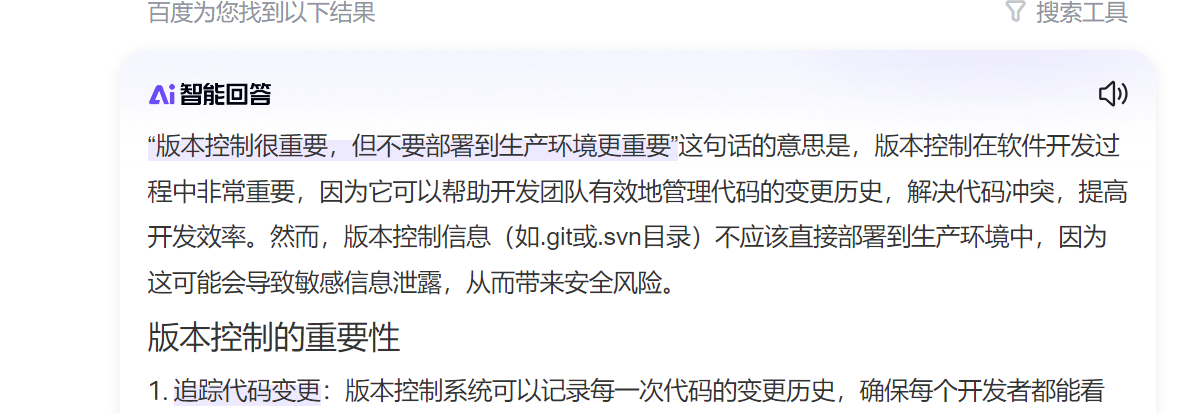 百度为您找到以下结果
搜索工具
Ai智能回答
“版本控制很重要，但不要部署到生产环境更重要”这句话的意思是，版本控制在软件开发过
程中非常重要，因为它可以帮助开发团队有效地管理代码的变更历史，解决代码冲突，提高
开发效率。然而，版本控制信息（如.git或.svn目录）不应该直接部署到生产环境中，因为
这可能会导致敏感信息泄露，从而带来安全风险。
版本控制的重要性
1. 追踪代码变更：版本控制系统可以记录每一次代码的变更历史，确保每个开发者都能看